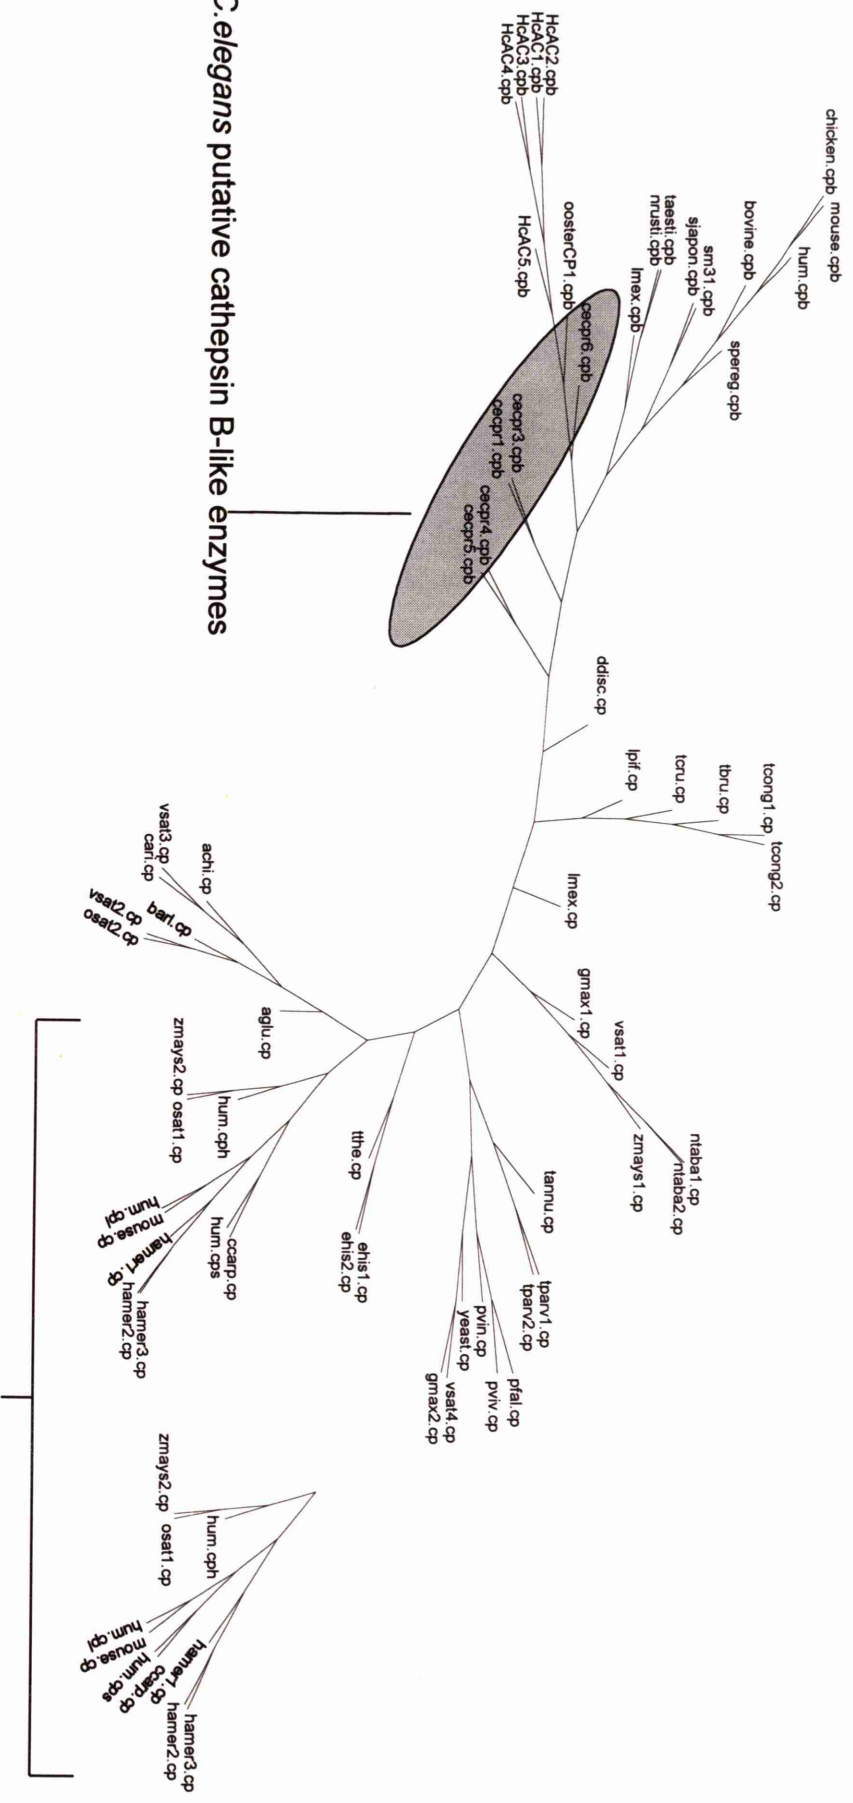 C.elegans putative cathepsin B-like enzymes
HcAC2.cpb
HcAC1.cpb
HcAC3.cpb
HcAC4.cpb
HcAC5.cpb
oosterCP1.cpb
cecpr6.cpb
cecpr3.cpb
cecpr1.cpb
cecpr4.cpb
cecpr5.cpb
chicken.cpb
mouse.cpb
hum.cpb
bovine.cpb
spereg.cpb
sm31.cpb
sjapon.cpb
taesti.cpb
nrusti.cpb
lmex.cpb
ddisc.cp
lpif.cp
tcru.cp
tbru.cp
tcong1.cp
tcong2.cp
lmex.cp
gmax1.cp
vsat1.cp
zmays1.cp
ntaba1.cp
ntaba2.cp
tannu.cp
tparv1.cp
tparv2.cp
pfal.cp
pviv.cp
pvin.cp
yeast.cp
vsat4.cp
gmax2.cp
tthe.cp
ehis1.cp
ehis2.cp
achi.cp
vsat3.cp
cari.cp
barl.cp
vsat2.cp
osat2.cp
aglu.cp
zmays2.cp
osat1.cp
hum.cph
ccarp.cp
hum.cps
hum.cpl
mouse.cp
hamer1.cp
hamer3.cp
hamer2.cp
zmays2.cp
osat1.cp
hum.cph
hum.cpl
mouse.cp
hum.cps
ccarp.cp
hamer1.cp
hamer3.cp
hamer2.cp